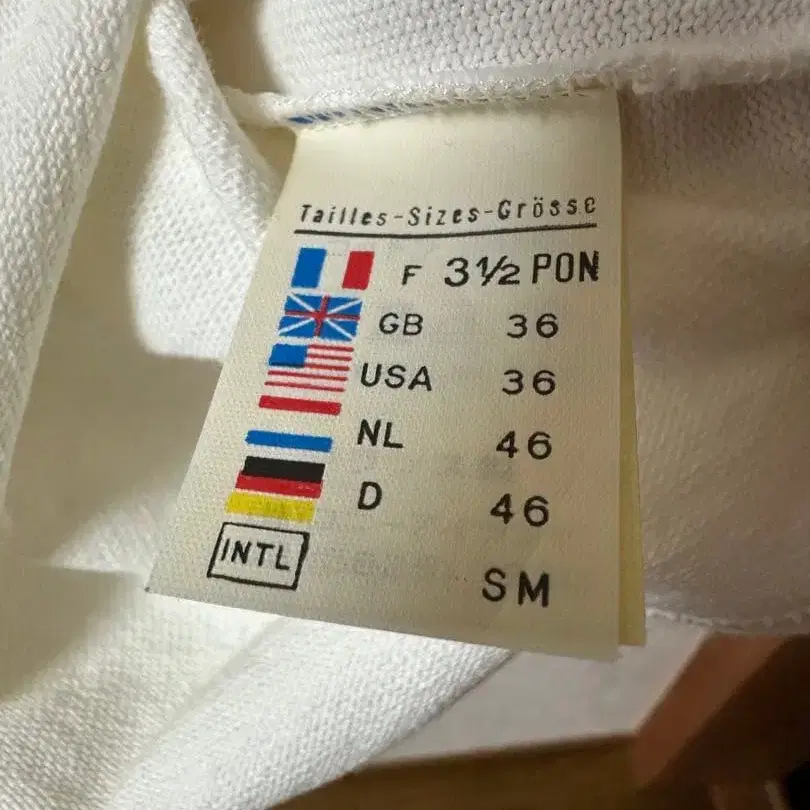 Tailles-Sizes-Grösse
F 3½ PON
GB 36
USA 36
NL 46
D 46
INTL SM